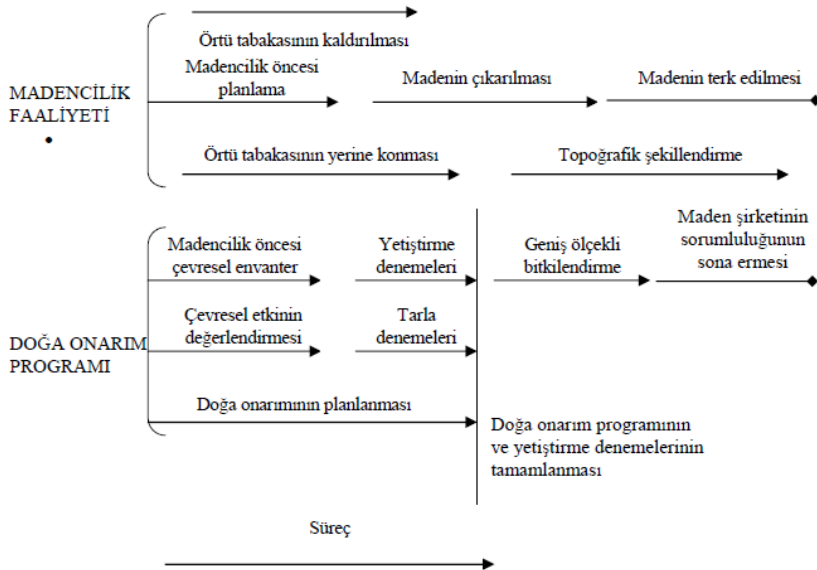 Örtü tabakasının kaldırılması
MADENCİLİK
FAALİYETİ
Madencilik öncesi
planlama
Madenin çıkarılması
Madenin terk edilmesi
Örtü tabakasının yerine konması
Topoğrafik şekillendirme
DOĞA ONARIM
PROGRAMI
Madencilik öncesi
çevresel envanter
Yetiştirme
denemeleri
Geniş ölçekli
bitkilendirme
Maden şirketinin
sorumluluğunun
sona ermesi
Çevresel etkinin
değerlendirmesi
Tarla
denemeleri
Doğa onarımının planlanması
Doğa onarım programının
ve yetiştirme denemelerinin
tamamlanması
Süreç